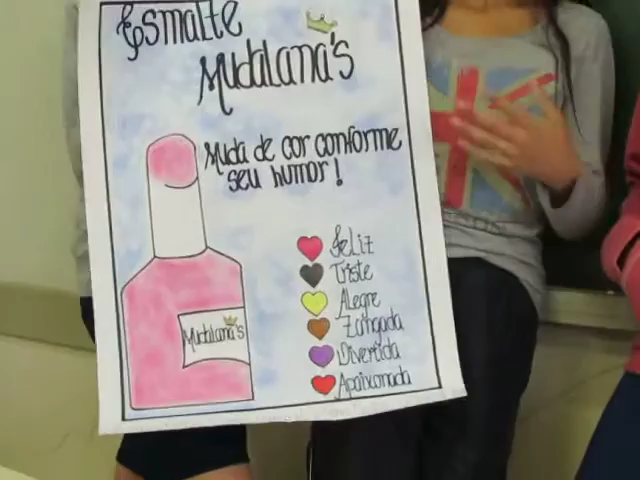 Esmalte
Mudalana's
Muda de cor conforme
seu humor!
Feliz
Triste
Alegre
Zangada
Divertida
Apaixonada
Mudalana's